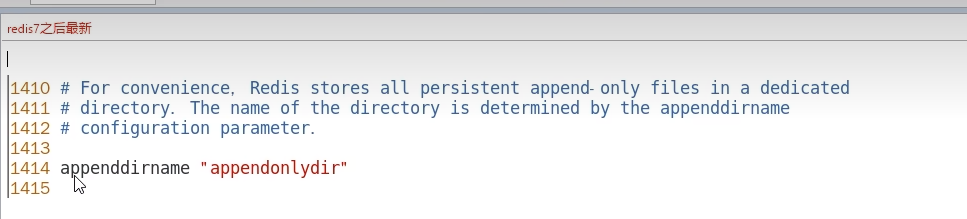 redis7之后最新
1410 # For convenience, Redis stores all persistent append-only files in a dedicated
1411 # directory. The name of the directory is determined by the appenddirname
1412 # configuration parameter.
1413
1414 appenddirname "appendonlydir"
1415